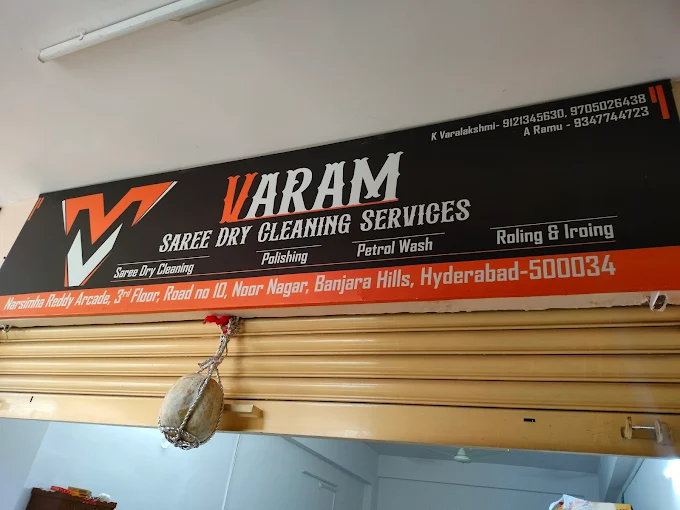 K Varalakshmi- 9121345630, 9705026438
A Ramu - 9347744723
VARAM
SAREE DRY CLEANING SERVICES
Saree Dry Cleaning Polishing Petrol Wash Roling & Iroing
Narsimha Reddy Arcade, 3rd Floor, Road no 10, Noor Nagar, Banjara Hills, Hyderabad-500034